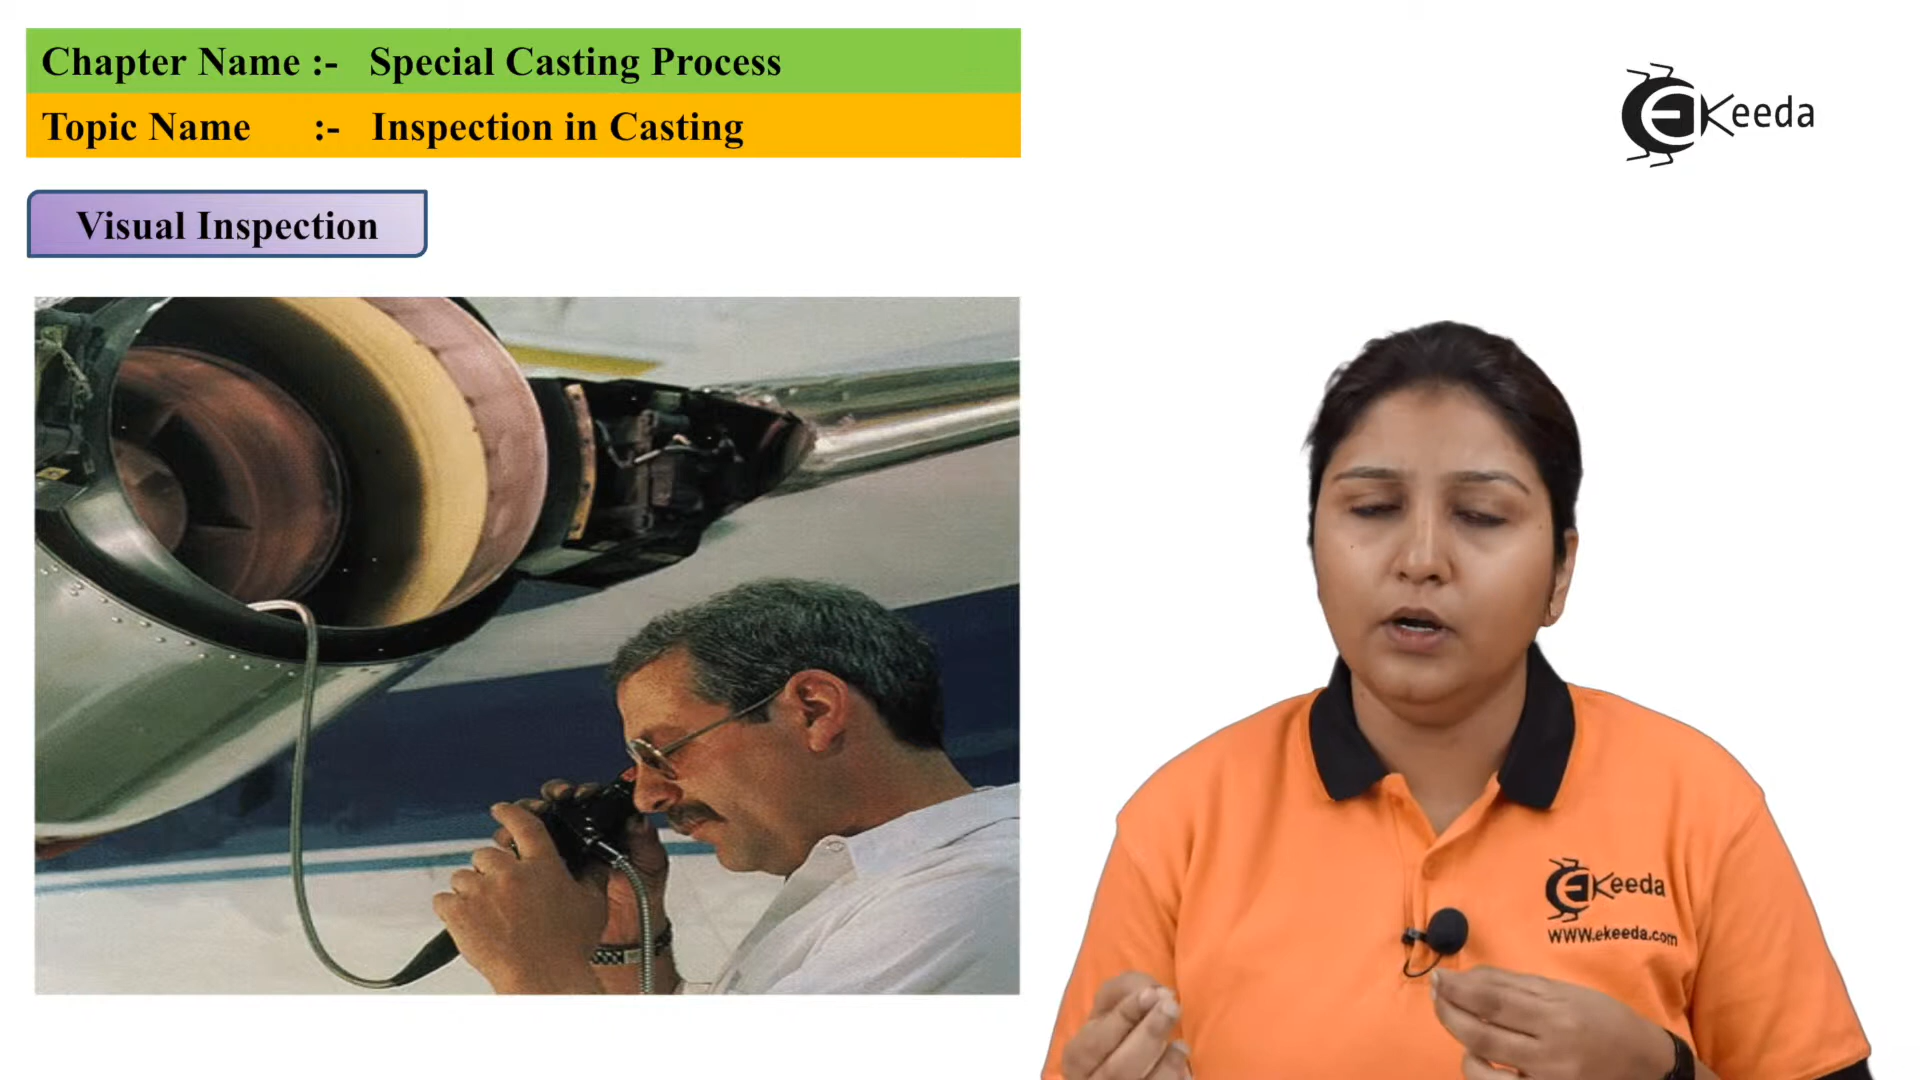 Chapter Name :- Special Casting Process
Topic Name :- Inspection in Casting
Keeda
Visual Inspection
Keeda
WWW.ekeeda.com